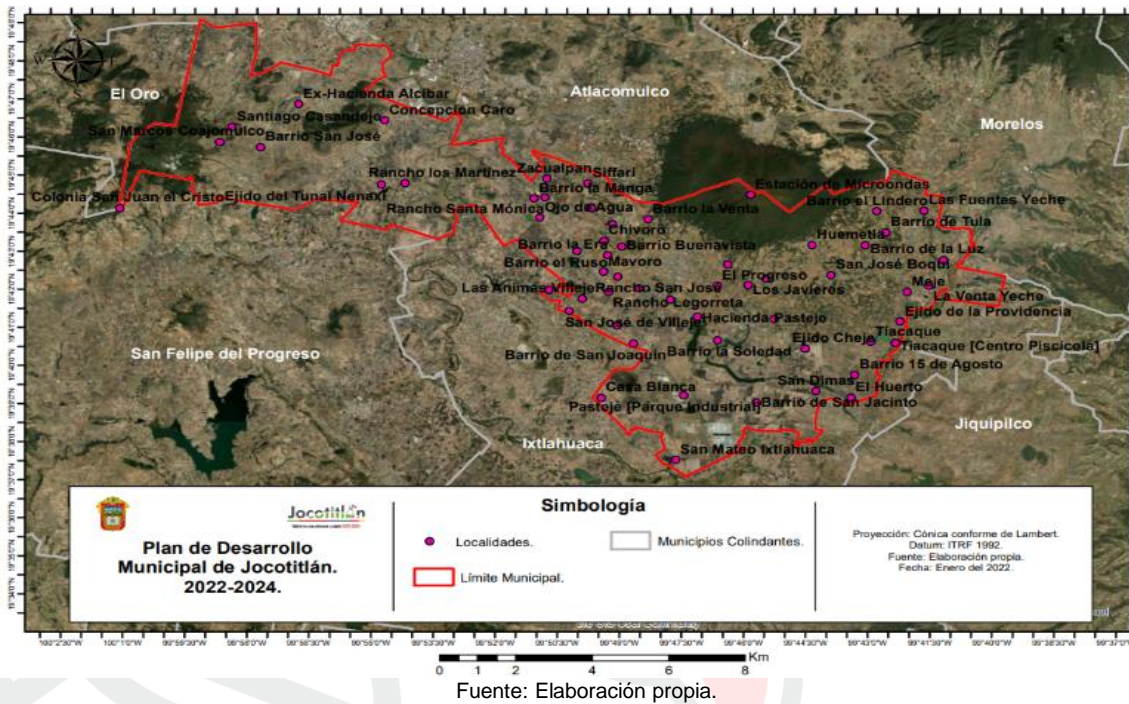 El Oro
Atlacomulco
Morelos
Ex-Hacienda Alcibar
Santiago Casandeje
Concepcion Caro
San Marcos Coajomulco
Barrio San José
Rancho los Martinez
Zacualpan
Siffari
Colonia San Juan el Cristo
Ejido del Tunal Nenaxi
Barrio la Manga
Estación de Microondas
Rancho Santa Mónica
Ojo de Agua
Barrio la Venta
Barrio el Lindero
Las Fuentes Yeche
Chivoro
Barrio de Tula
Barrio la Era
Barrio Buenavista
Huemetla
Barrio de la Luz
Barrio el Ruso
Mavoro
El Progreso
San José Boqui
Las Animas Villeje
Rancho San José
Los Javieres
Meje
La Venta Yeche
Rancho Legorreta
San José de Villeje
Hacienda Pastejé
Ejido de la Providencia
Barrio de San Joaquin
Barrio la Soledad
Ejido Cheje
Tiacaque
Tiacaque [Centro Piscícola]
San Felipe del Progreso
Barrio 15 de Agosto
Casa Blanca
San Dimas
El Huerto
Pastejé [Parque Industrial]
Barrio de San Jacinto
Ixtlahuaca
Jiquipilco
San Mateo Ixtlahuaca
Jocotitlán
Plan de Desarrollo
Municipal de Jocotitlán.
2022-2024.
Simbología
Localidades.
Municipios Colindantes.
Límite Municipal.
Proyección: Cónica conforme de Lambert.
Datum: ITRF 1992.
Fuente: Elaboración propia.
Fecha: Enero del 2022.
0 1 2 4 6 8 Km
Fuente: Elaboración propia.